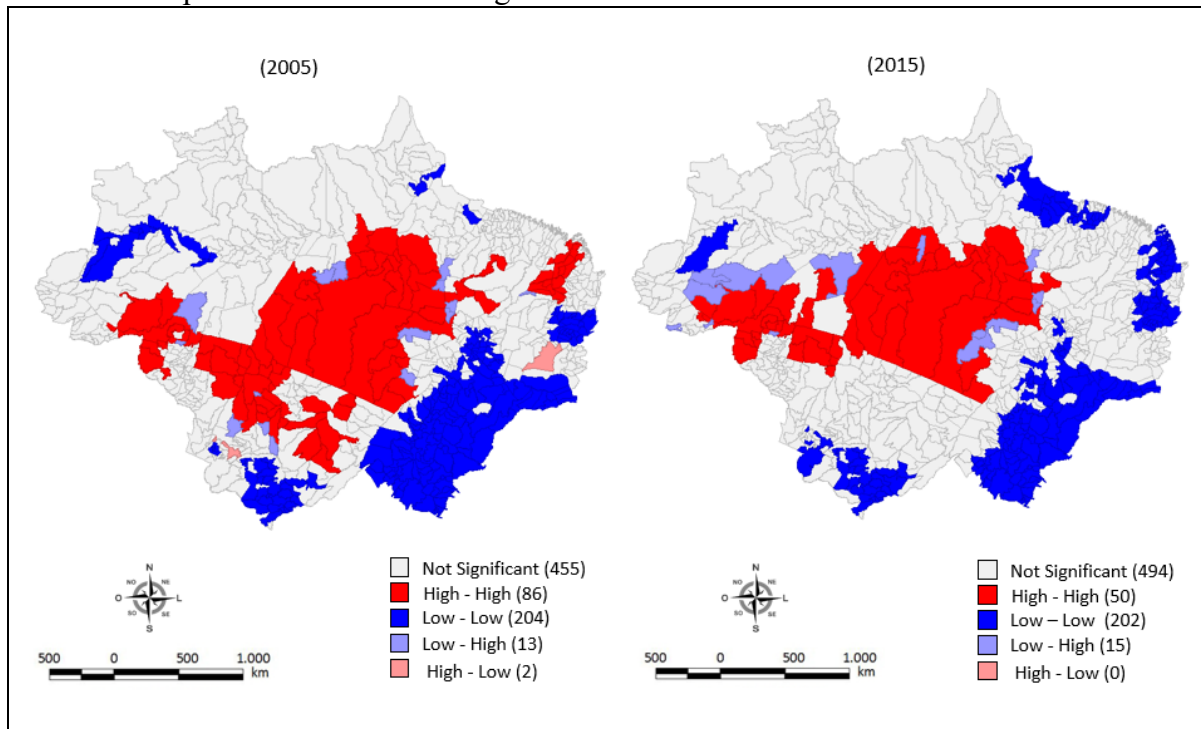 (2005)
(2015)
N
NO NE
O L
SO SE
S
Not Significant (455)
High - High (86)
Low - Low (204)
Low - High (13)
High - Low (2)
500 0 500 1.000
km
N
NO NE
O L
SO SE
S
Not Significant (494)
High - High (50)
Low – Low (202)
Low - High (15)
High - Low (0)
500 0 500 1.000
km